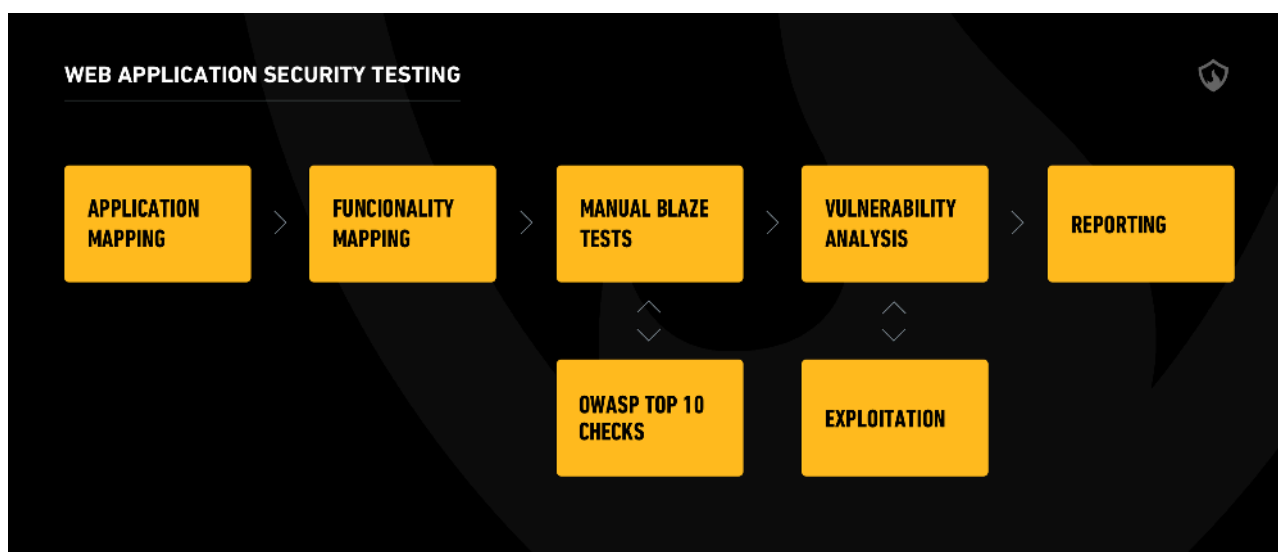 WEB APPLICATION SECURITY TESTING
APPLICATION
MAPPING
FUNCIONALITY
MAPPING
MANUAL BLAZE
TESTS
VULNERABILITY
ANALYSIS
REPORTING
OWASP TOP 10
CHECKS
EXPLOITATION